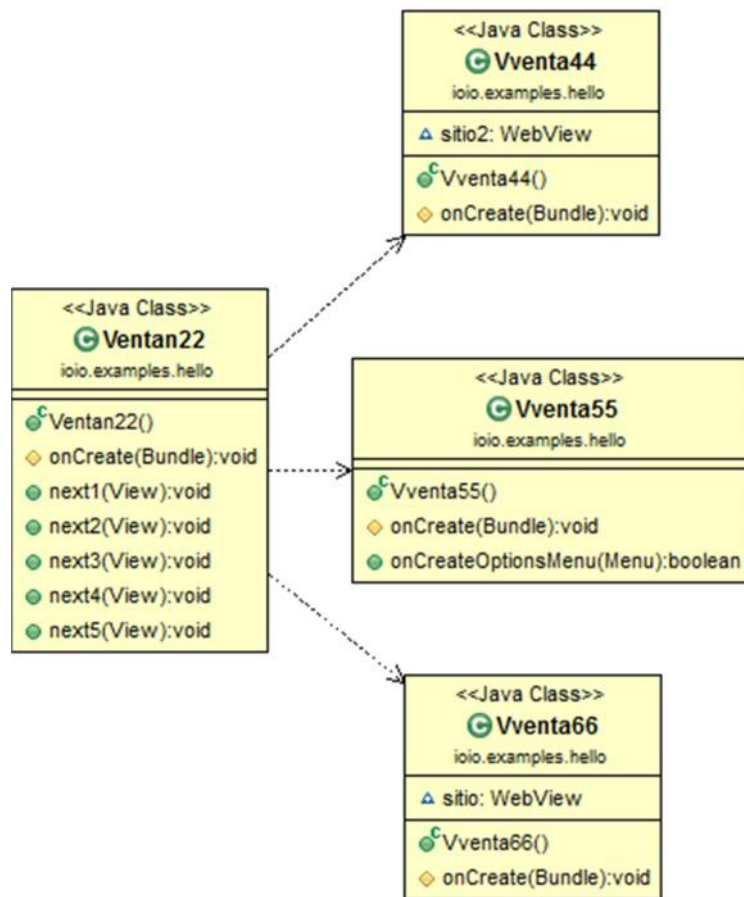 <<Java Class>>
Vventa44
ioio.examples.hello
sitio2: WebView
Vventa44()
onCreate(Bundle):void
<<Java Class>>
Ventan22
ioio.examples.hello
Ventan22()
onCreate(Bundle):void
next1(View):void
next2(View):void
next3(View):void
next4(View):void
next5(View):void
<<Java Class>>
Vventa55
ioio.examples.hello
Vventa55()
onCreate(Bundle):void
onCreateOptionsMenu(Menu):boolean
<<Java Class>>
Vventa66
ioio.examples.hello
sitio: WebView
Vventa66()
onCreate(Bundle):void